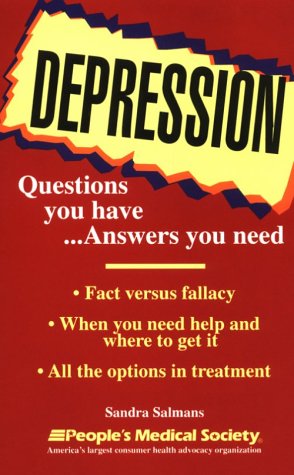 DEPRESSION
Questions
you have
...Answers you need
• Fact versus fallacy
• When you need help and
where to get it
• All the options in treatment
Sandra Salmans
People's Medical Society®
America's largest consumer health advocacy organization